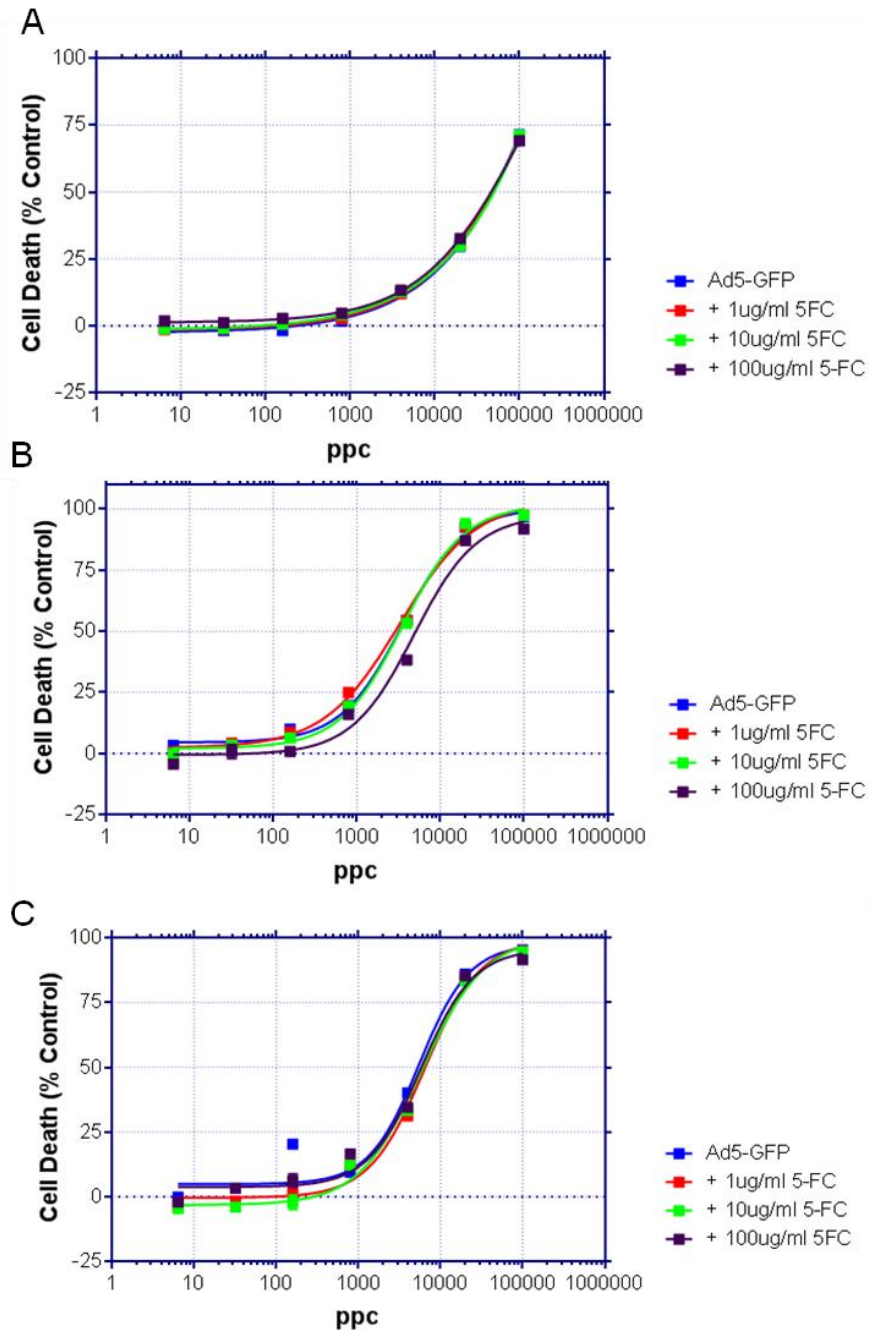 A
100
75
50
25
0
-25
Cell Death (% Control)
1 10 100 1000 10000 100000 1000000
ppc
Ad5-GFP
+ 1ug/ml 5FC
+ 10ug/ml 5FC
+ 100ug/ml 5-FC
B
100
75
50
25
0
-25
Cell Death (% Control)
1 10 100 1000 10000 100000 1000000
ppc
Ad5-GFP
+ 1ug/ml 5FC
+ 10ug/ml 5FC
+ 100ug/ml 5-FC
C
100
75
50
25
0
-25
Cell Death (% Control)
1 10 100 1000 10000 100000 1000000
ppc
Ad5-GFP
+ 1ug/ml 5-FC
+ 10ug/ml 5-FC
+ 100ug/ml 5FC